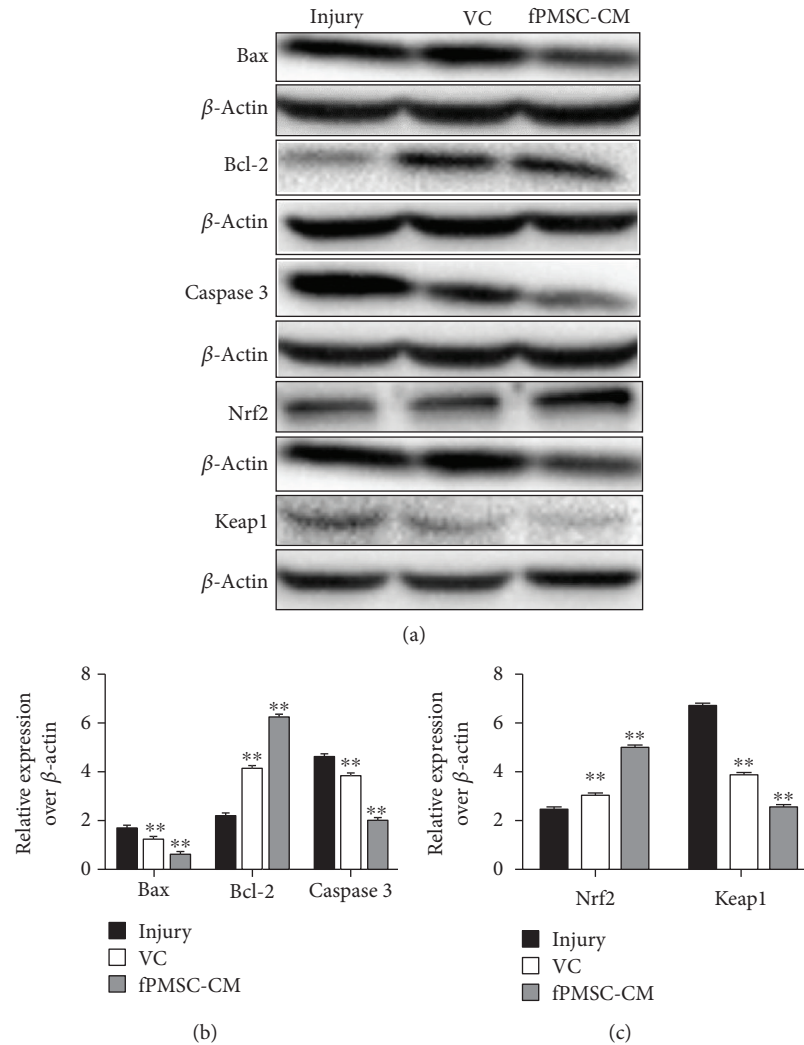 Injury VC fPMSC-CM
Bax
β-Actin
Bcl-2
β-Actin
Caspase 3
β-Actin
Nrf2
β-Actin
Keap1
β-Actin
(a)
8
6
4
2
0
Relative expression
over β-actin
** ** ** ** ** **
Bax Bcl-2 Caspase 3
Injury
VC
fPMSC-CM
(b)
8
6
4
2
0
Relative expression
over β-actin
** ** ** **
Nrf2 Keap1
Injury
VC
fPMSC-CM
(c)